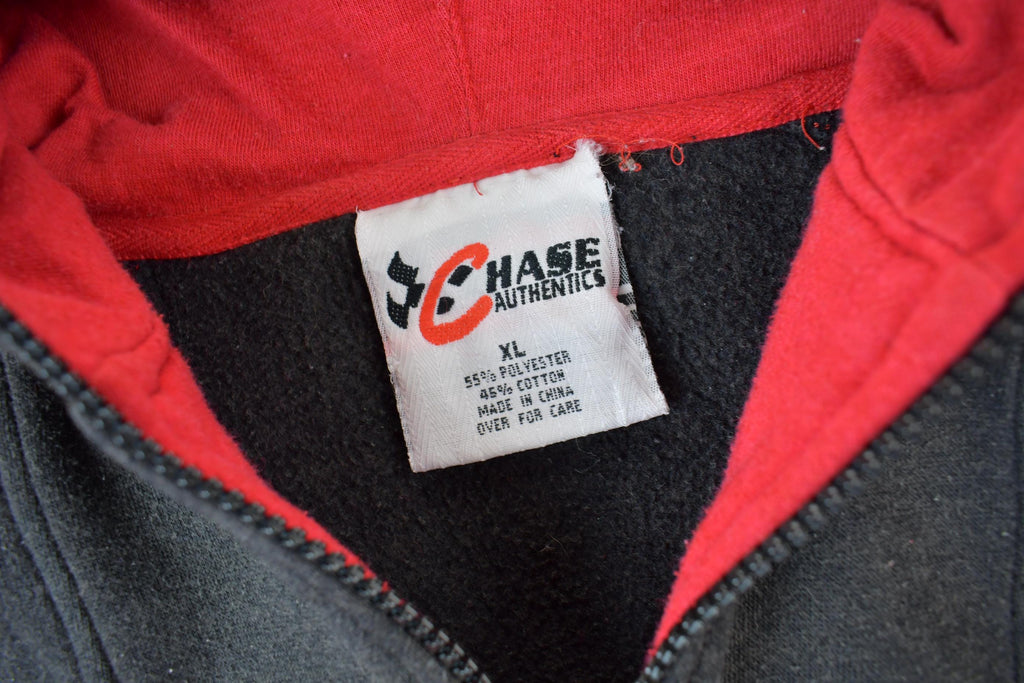 CHASE
AUTHENTICS
XL
55% POLYESTER
45% COTTON
MADE IN CHINA
OVER FOR CARE